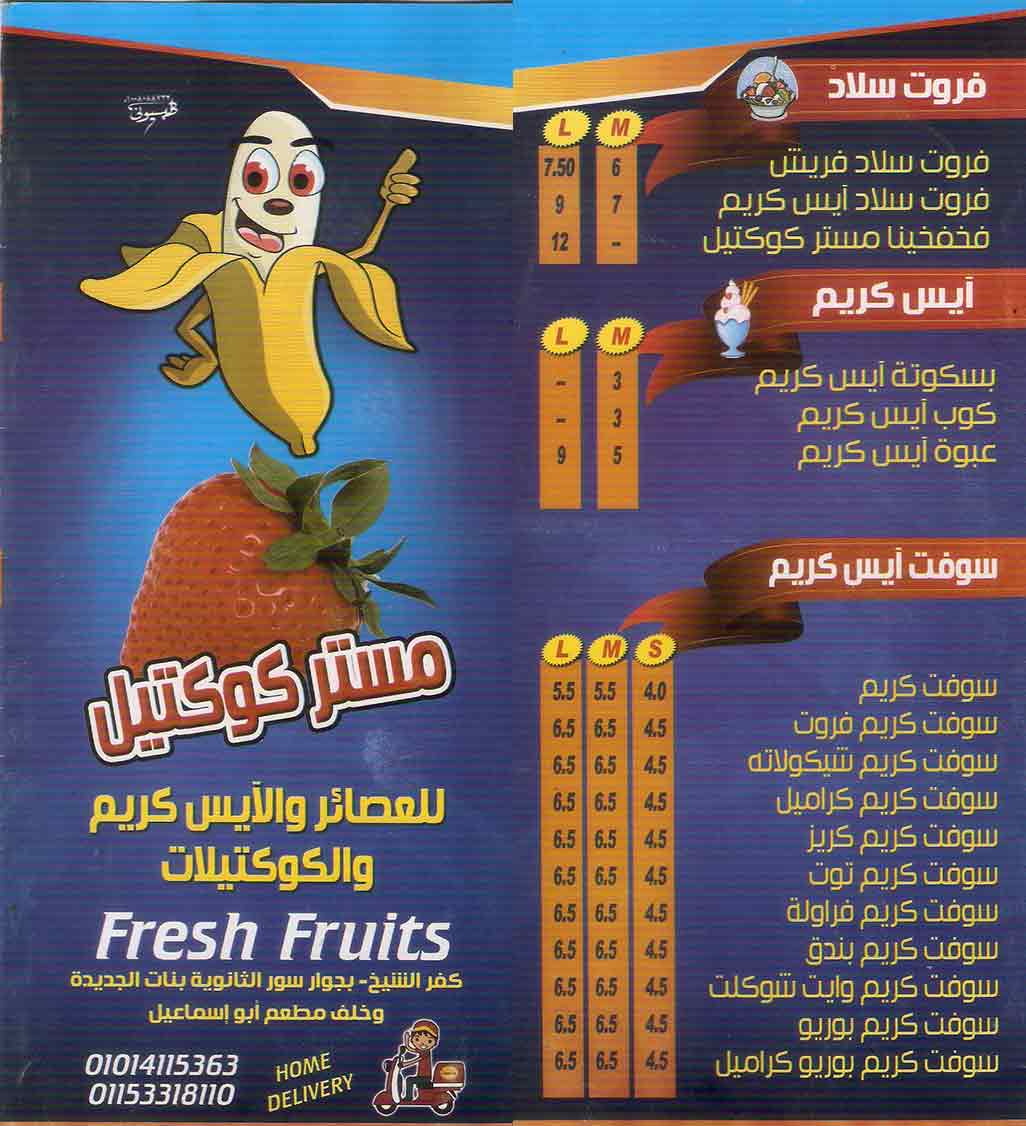 بسيوني
مستر كوكتيل
للعصائر والآيس كريم
والكوكتيلات
Fresh Fruits
كفر الشيخ- بجوار سور الثانوية بنات الجديدة
وخلف مطعم أبو إسماعيل
01014115363
01153318110
HOME
DELIVERY
فروت سلاد
L M
فروت سلاد فريش 6 7.50
فروت سلاد آيس كريم 7 9
فخفخينا مستر كوكتيل - 12
آيس كريم
L M
بسكوتة آيس كريم 3 -
كوب آيس كريم 3 -
عبوة آيس كريم 5 9
سوفت آيس كريم
L M S
سوفت كريم 4.0 5.5 5.5
سوفت كريم فروت 4.5 6.5 6.5
سوفت كريم شيكولاته 4.5 6.5 6.5
سوفت كريم كراميل 4.5 6.5 6.5
سوفت كريم كريز 4.5 6.5 6.5
سوفت كريم توت 4.5 6.5 6.5
سوفت كريم فراولة 4.5 6.5 6.5
سوفت كريم بندق 4.5 6.5 6.5
سوفت كريم وايت شوكلت 4.5 6.5 6.5
سوفت كريم بوريو 4.5 6.5 6.5
سوفت كريم بوريو كراميل 4.5 6.5 6.5